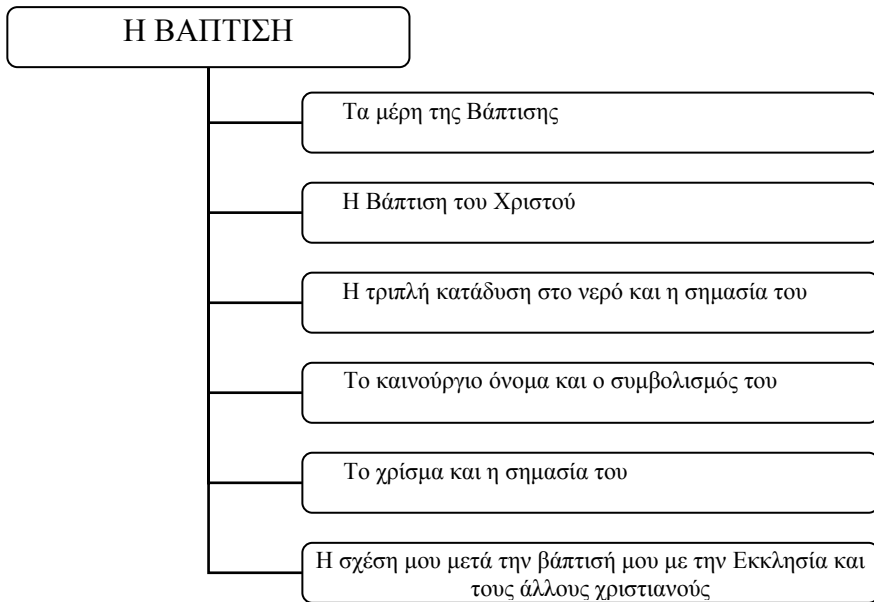 Η ΒΑΠΤΙΣΗ
Τα μέρη της Βάπτισης
Η Βάπτιση του Χριστού
Η τριπλή κατάδυση στο νερό και η σημασία του
Το καινούργιο όνομα και ο συμβολισμός του
Το χρίσμα και η σημασία του
Η σχέση μου μετά την βάπτισή μου με την Εκκλησία και
τους άλλους χριστιανούς